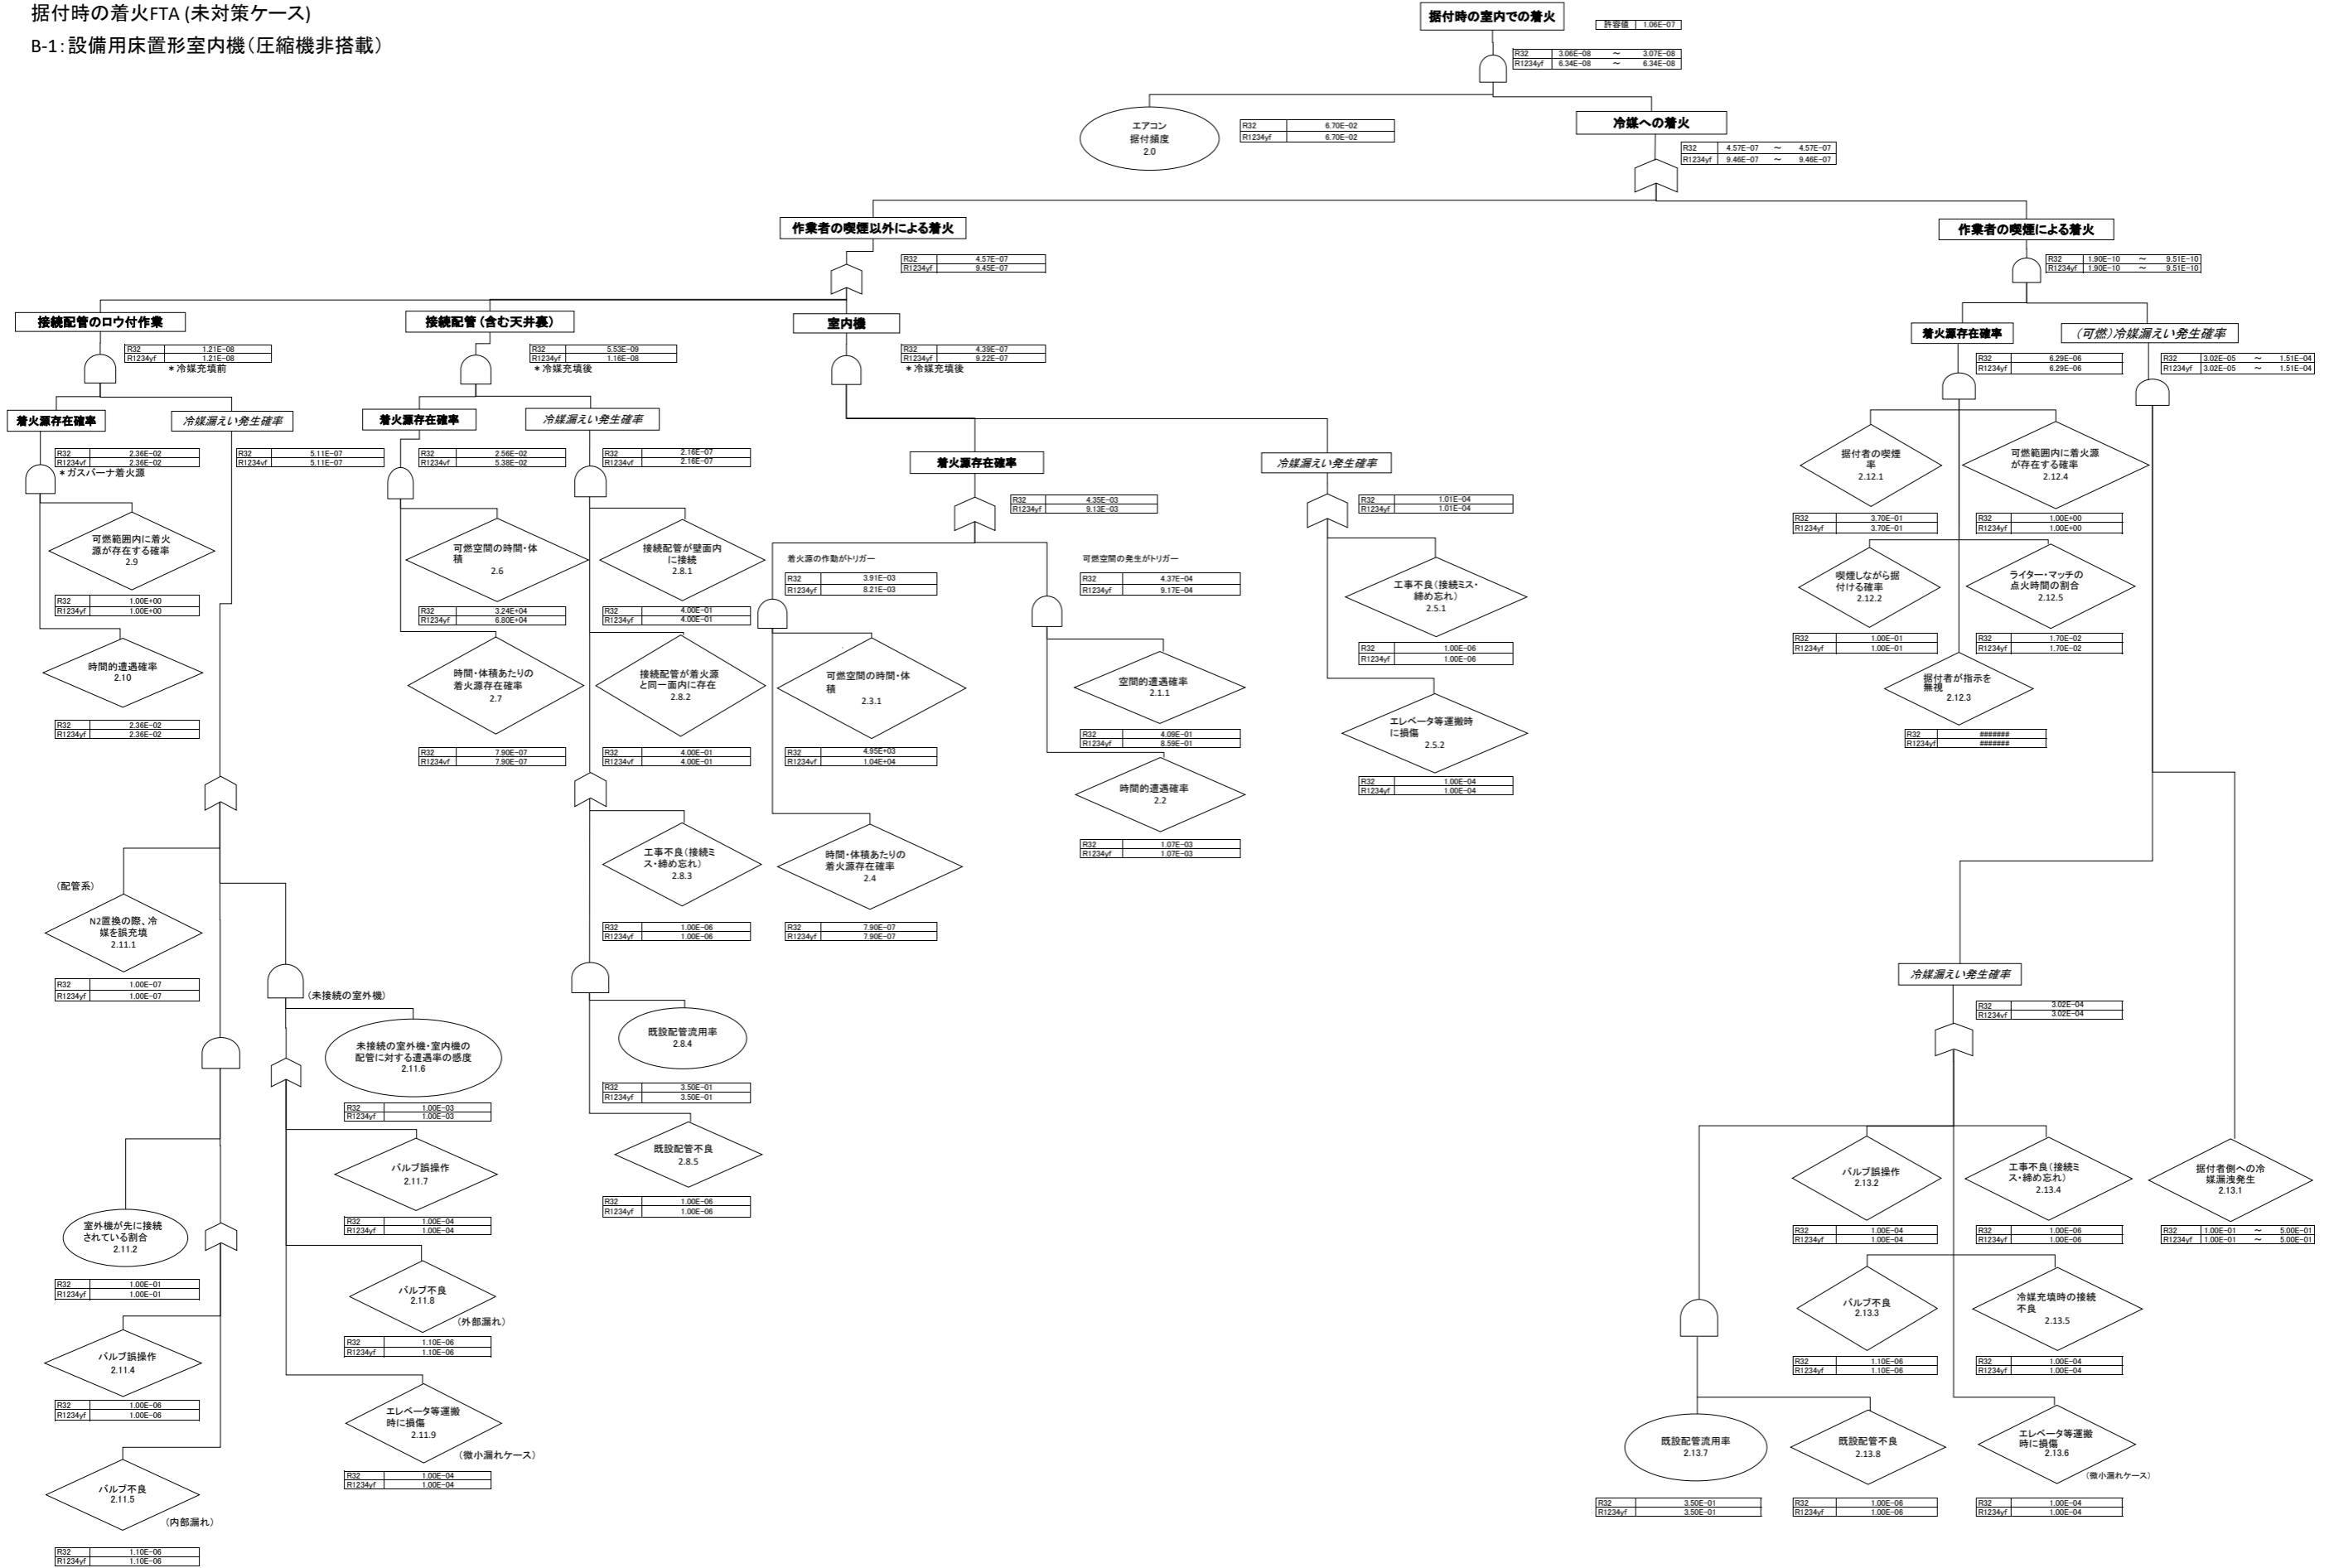 据付時の着火FTA (未対策ケース)
B-1:設備用床置形室内機(圧縮機非搭載)
据付時の室内での着火
許容値 1.06E-07
R32 3.06E-08 ～ 3.07E-08
R1234yf 6.34E-08 ～ 6.34E-08
エアコン
据付頻度
2.0
R32 6.70E-02
R1234yf 6.70E-02
冷媒への着火
R32 4.57E-07 ～ 4.57E-07
R1234yf 9.46E-07 ～ 9.46E-07
作業者の喫煙以外による着火
R32 4.57E-07
R1234yf 9.45E-07
作業者の喫煙による着火
R32 1.90E-10 ～ 9.51E-10
R1234yf 1.90E-10 ～ 9.51E-10
接続配管のロウ付作業
R32 1.21E-08
R1234yf 1.21E-08
*冷媒充填前
接続配管(含む天井裏)
R32 5.53E-09
R1234yf 1.16E-08
*冷媒充填後
室内機
R32 4.39E-07
R1234yf 9.22E-07
*冷媒充填後
着火源存在確率
R32 6.29E-06
R1234yf 6.29E-06
(可燃)冷媒漏えい発生確率
R32 3.02E-05 ～ 1.51E-04
R1234yf 3.02E-05 ～ 1.51E-04
着火源存在確率
R32 2.36E-02
R1234yf 2.36E-02
*ガスバーナ着火源
冷媒漏えい発生確率
R32 5.11E-07
R1234yf 5.11E-07
着火源存在確率
R32 2.56E-02
R1234yf 5.38E-02
冷媒漏えい発生確率
R32 2.16E-07
R1234yf 2.16E-07
着火源存在確率
R32 4.35E-03
R1234yf 9.13E-03
冷媒漏えい発生確率
R32 1.01E-04
R1234yf 1.01E-04
据付者の喫煙
率
2.12.1
R32 3.70E-01
R1234yf 3.70E-01
可燃範囲内に着火源
が存在する確率
2.12.4
R32 1.00E+00
R1234yf 1.00E+00
可燃範囲内に着火
源が存在する確率
2.9
R32 1.00E+00
R1234yf 1.00E+00
可燃空間の時間・体
積
2.6
R32 3.24E+04
R1234yf 6.80E+04
接続配管が壁面内
に接続
2.8.1
R32 4.00E-01
R1234yf 4.00E-01
着火源の作動がトリガー
R32 3.91E-03
R1234yf 8.21E-03
可燃空間の発生がトリガー
R32 4.37E-04
R1234yf 9.17E-04
工事不良(接続ミス・
締め忘れ)
2.5.1
R32 1.00E-06
R1234yf 1.00E-06
喫煙しながら据
付ける確率
2.12.2
R32 1.00E-01
R1234yf 1.00E-01
ライター・マッチの
点火時間の割合
2.12.5
R32 1.70E-02
R1234yf 1.70E-02
時間的遭遇確率
2.10
R32 2.36E-02
R1234yf 2.36E-02
時間・体積あたりの
着火源存在確率
2.7
R32 7.90E-07
R1234yf 7.90E-07
接続配管が着火源
と同一面内に存在
2.8.2
R32 4.00E-01
R1234yf 4.00E-01
可燃空間の時間・体
積
2.3.1
R32 4.95E+03
R1234yf 1.04E+04
空間的遭遇確率
2.1.1
R32 4.09E-01
R1234yf 8.59E-01
エレベータ等運搬時
に損傷
2.5.2
R32 1.00E-04
R1234yf 1.00E-04
据付者が指示を
無視
2.12.3
R32 #######
R1234yf #######
時間的遭遇確率
2.2
R32 1.07E-03
R1234yf 1.07E-03
工事不良(接続ミ
ス・締め忘れ)
2.8.3
R32 1.00E-06
R1234yf 1.00E-06
時間・体積あたりの
着火源存在確率
2.4
R32 7.90E-07
R1234yf 7.90E-07
(配管系)
N2置換の際、冷
媒を誤充填
2.11.1
R32 1.00E-07
R1234yf 1.00E-07
(未接続の室外機)
未接続の室外機・室内機の
配管に対する遭遇率の感度
2.11.6
R32 1.00E-03
R1234yf 1.00E-03
既設配管流用率
2.8.4
R32 3.50E-01
R1234yf 3.50E-01
冷媒漏えい発生確率
R32 3.02E-04
R1234yf 3.02E-04
バルブ誤操作
2.11.7
R32 1.00E-04
R1234yf 1.00E-04
既設配管不良
2.8.5
R32 1.00E-06
R1234yf 1.00E-06
バルブ誤操作
2.13.2
R32 1.00E-04
R1234yf 1.00E-04
工事不良(接続ミ
ス・締め忘れ)
2.13.4
R32 1.00E-06
R1234yf 1.00E-06
据付者側への冷
媒漏洩発生
2.13.1
R32 1.00E-01 ～ 5.00E-01
R1234yf 1.00E-01 ～ 5.00E-01
室外機が先に接続
されている割合
2.11.2
R32 1.00E-01
R1234yf 1.00E-01
バルブ不良
2.11.8
(外部漏れ)
R32 1.10E-06
R1234yf 1.10E-06
バルブ不良
2.13.3
R32 1.10E-06
R1234yf 1.10E-06
冷媒充填時の接続
不良
2.13.5
R32 1.00E-04
R1234yf 1.00E-04
バルブ誤操作
2.11.4
R32 1.00E-06
R1234yf 1.00E-06
エレベータ等運搬
時に損傷
2.11.9
(微小漏れケース)
R32 1.00E-04
R1234yf 1.00E-04
既設配管流用率
2.13.7
R32 3.50E-01
R1234yf 3.50E-01
既設配管不良
2.13.8
R32 1.00E-06
R1234yf 1.00E-06
エレベータ等運搬
時に損傷
2.13.6
(微小漏れケース)
R32 1.00E-04
R1234yf 1.00E-04
バルブ不良
2.11.5
(内部漏れ)
R32 1.10E-06
R1234yf 1.10E-06